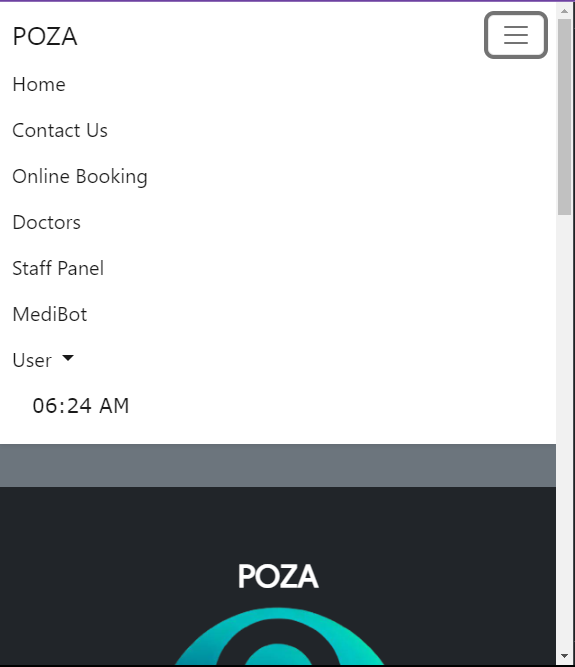 POZA
Home
Contact Us
Online Booking
Doctors
Staff Panel
MediBot
User
06:24 AM
POZA